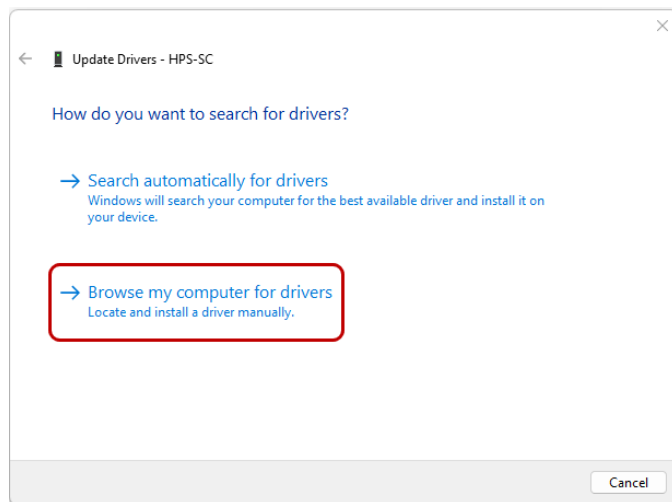 Update Drivers - HPS-SC
How do you want to search for drivers?
Search automatically for drivers
Windows will search your computer for the best available driver and install it on
your device.
Browse my computer for drivers
Locate and install a driver manually.
Cancel